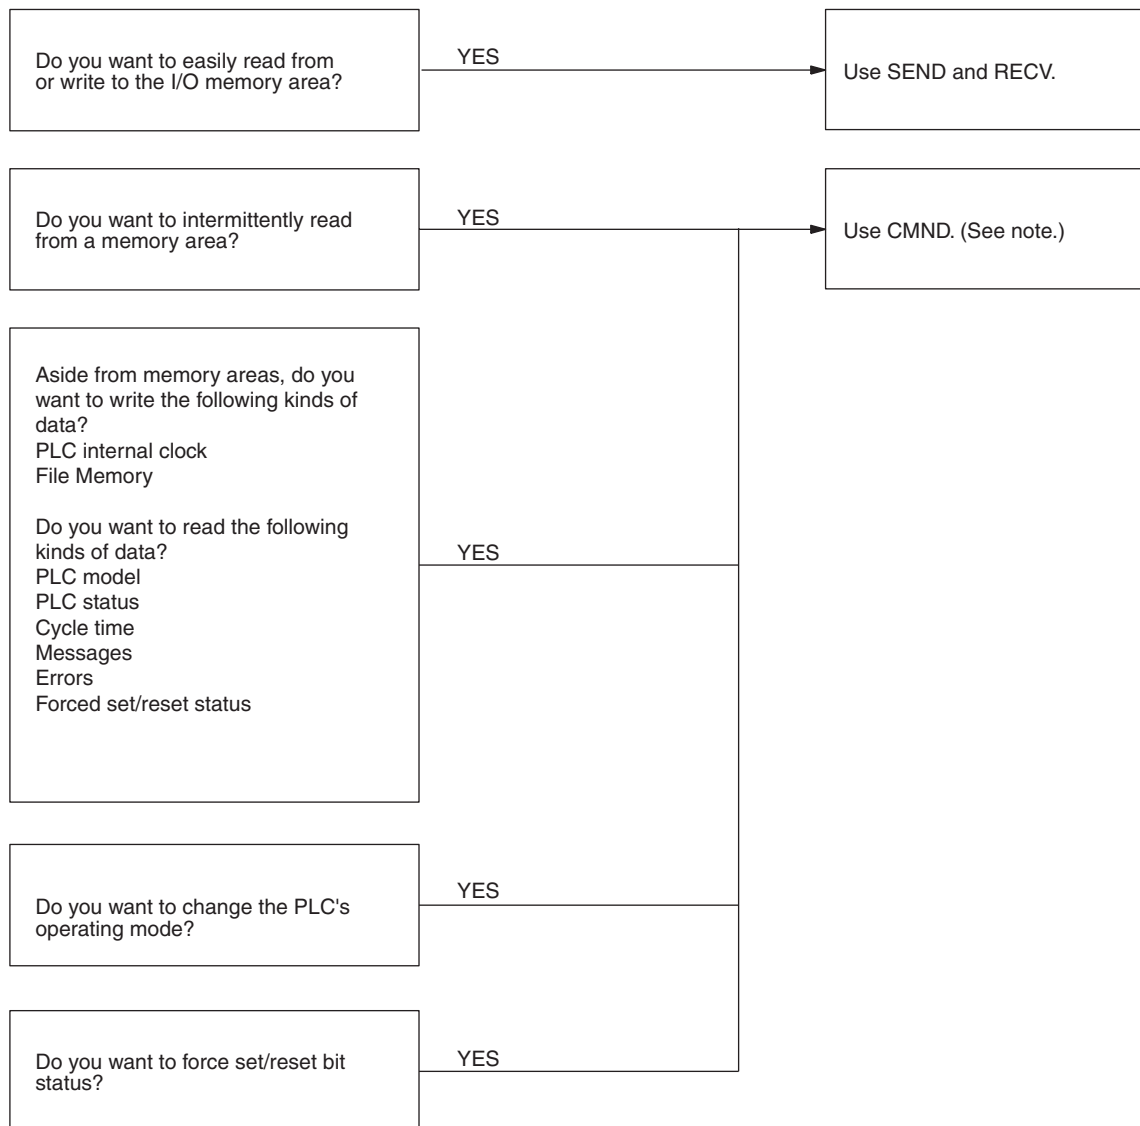 Do you want to easily read from
or write to the I/O memory area?
YES
Use SEND and RECV.
Do you want to intermittently read
from a memory area?
YES
Use CMND. (See note.)
Aside from memory areas, do you
want to write the following kinds of
data?
PLC internal clock
File Memory
Do you want to read the following
kinds of data?
PLC model
PLC status
Cycle time
Messages
Errors
Forced set/reset status
YES
Do you want to change the PLC's
operating mode?
YES
Do you want to force set/reset bit
status?
YES